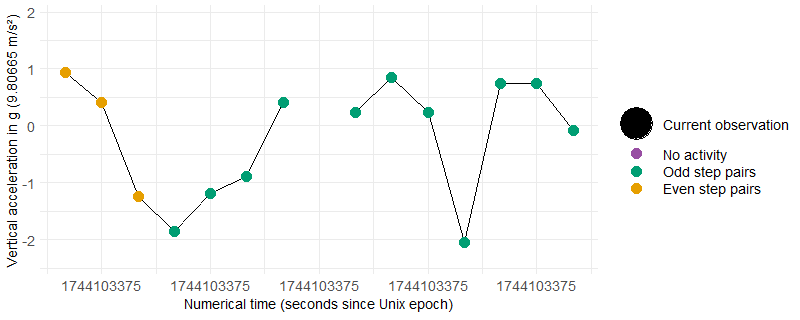 Vertical acceleration in g (9.80665 m/s²)
2
1
0
-1
-2
1744103375 1744103375 1744103375 1744103375 1744103375
Numerical time (seconds since Unix epoch)
Current observation
No activity
Odd step pairs
Even step pairs